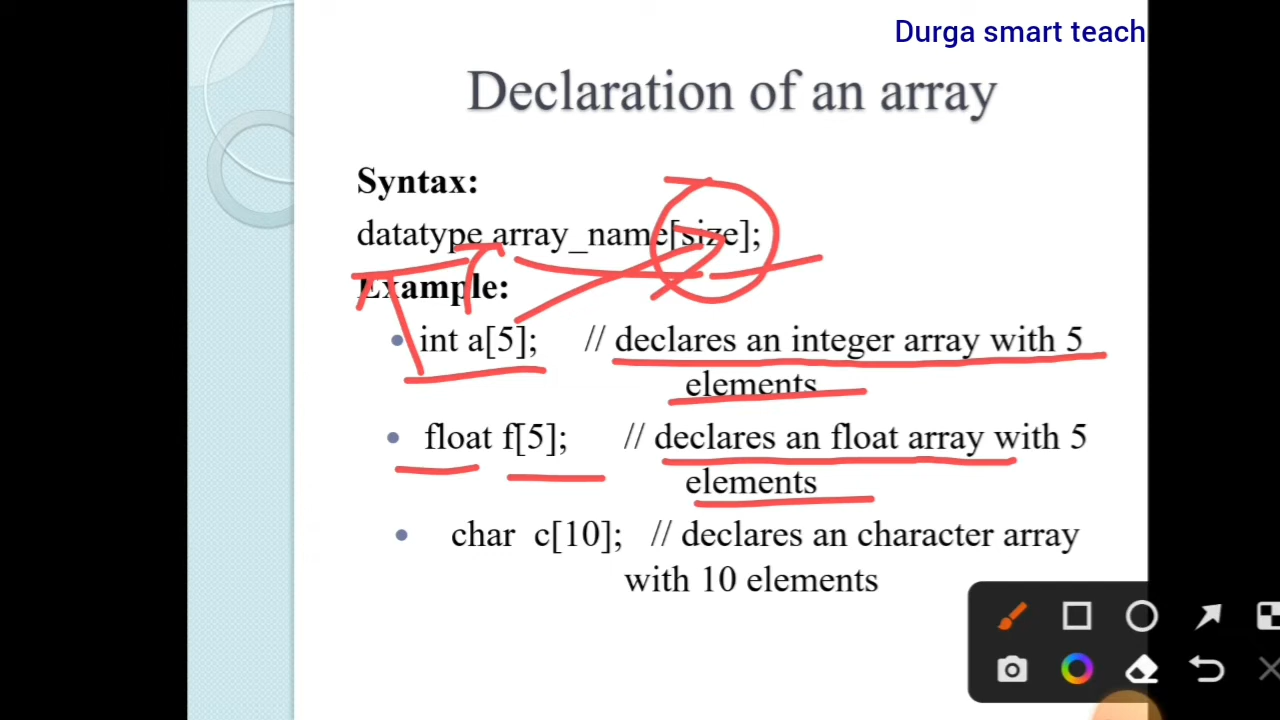 Durga smart teach
Declaration of an array
Syntax:
datatype array_name[size];
Example:
int a[5]; // declares an integer array with 5
elements
float f[5]; // declares an float array with 5
elements
char c[10]; // declares an character array
with 10 elements